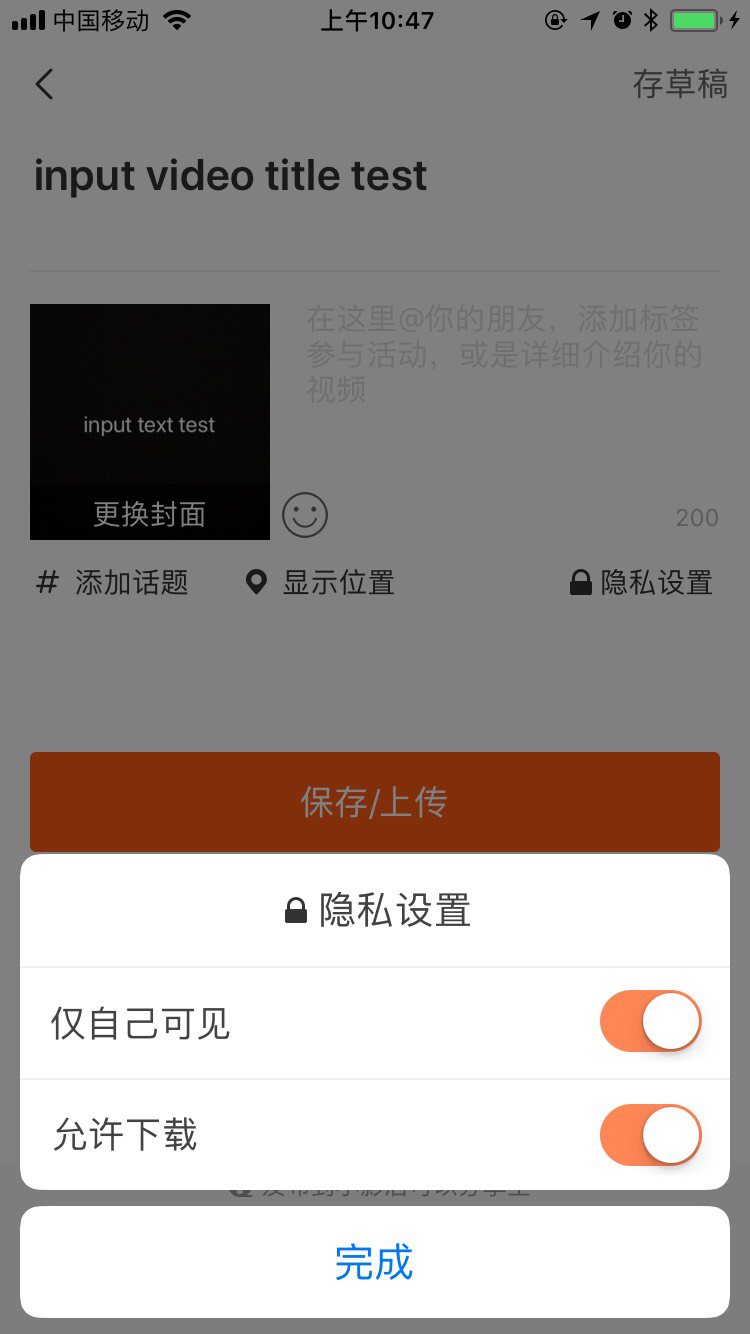 中国移动
上午10:47
存草稿
input video title test
在这里@你的朋友，添加标签
参与活动，或是详细介绍你的
视频
input text test
更换封面
200
# 添加话题
显示位置
隐私设置
保存/上传
隐私设置
仅自己可见
允许下载
完成